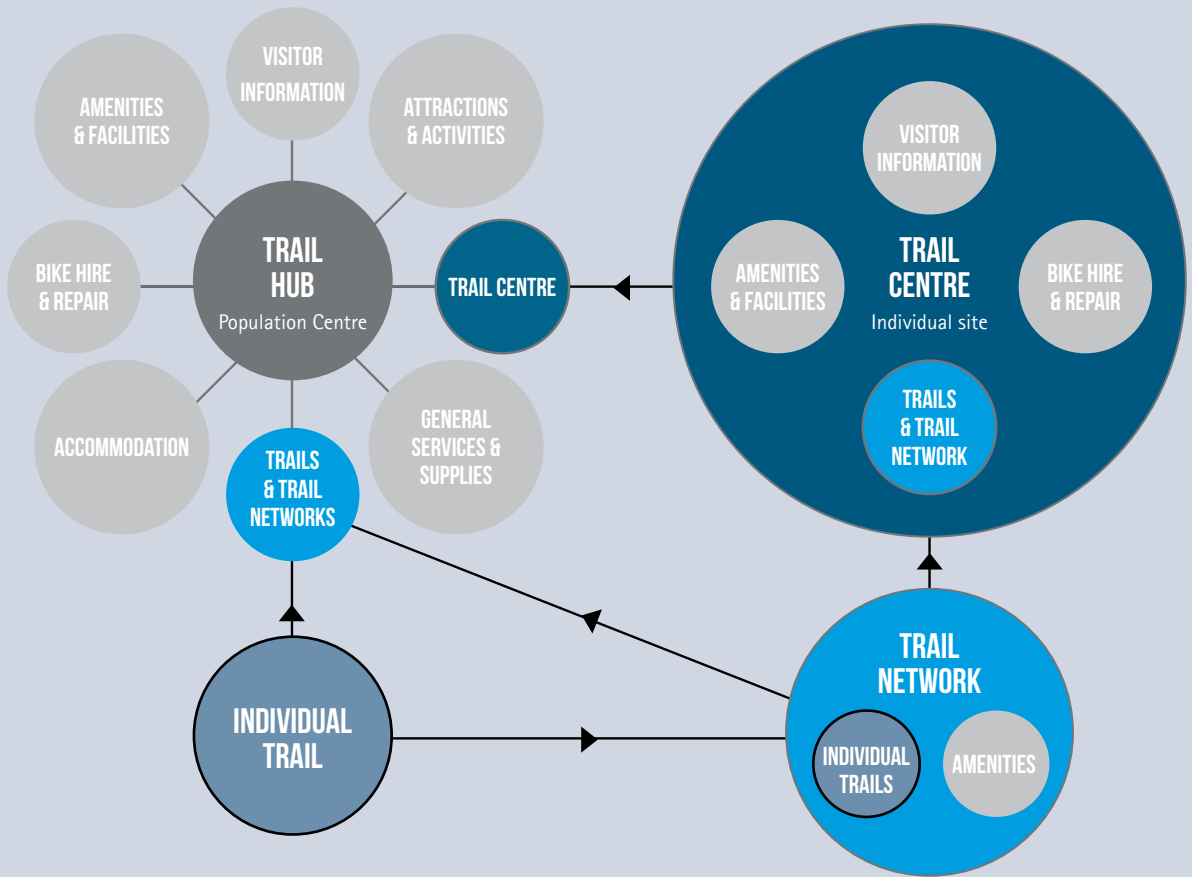 VISITOR
INFORMATION
AMENITIES
& FACILITIES
ATTRACTIONS
& ACTIVITIES
BIKE HIRE
& REPAIR
TRAIL
HUB
Population Centre
TRAIL CENTRE
ACCOMMODATION
TRAILS
& TRAIL
NETWORKS
GENERAL
SERVICES &
SUPPLIES
VISITOR
INFORMATION
AMENITIES
& FACILITIES
TRAIL
CENTRE
Individual site
BIKE HIRE
& REPAIR
TRAILS
& TRAIL
NETWORK
INDIVIDUAL
TRAIL
TRAIL
NETWORK
INDIVIDUAL
TRAILS
AMENITIES